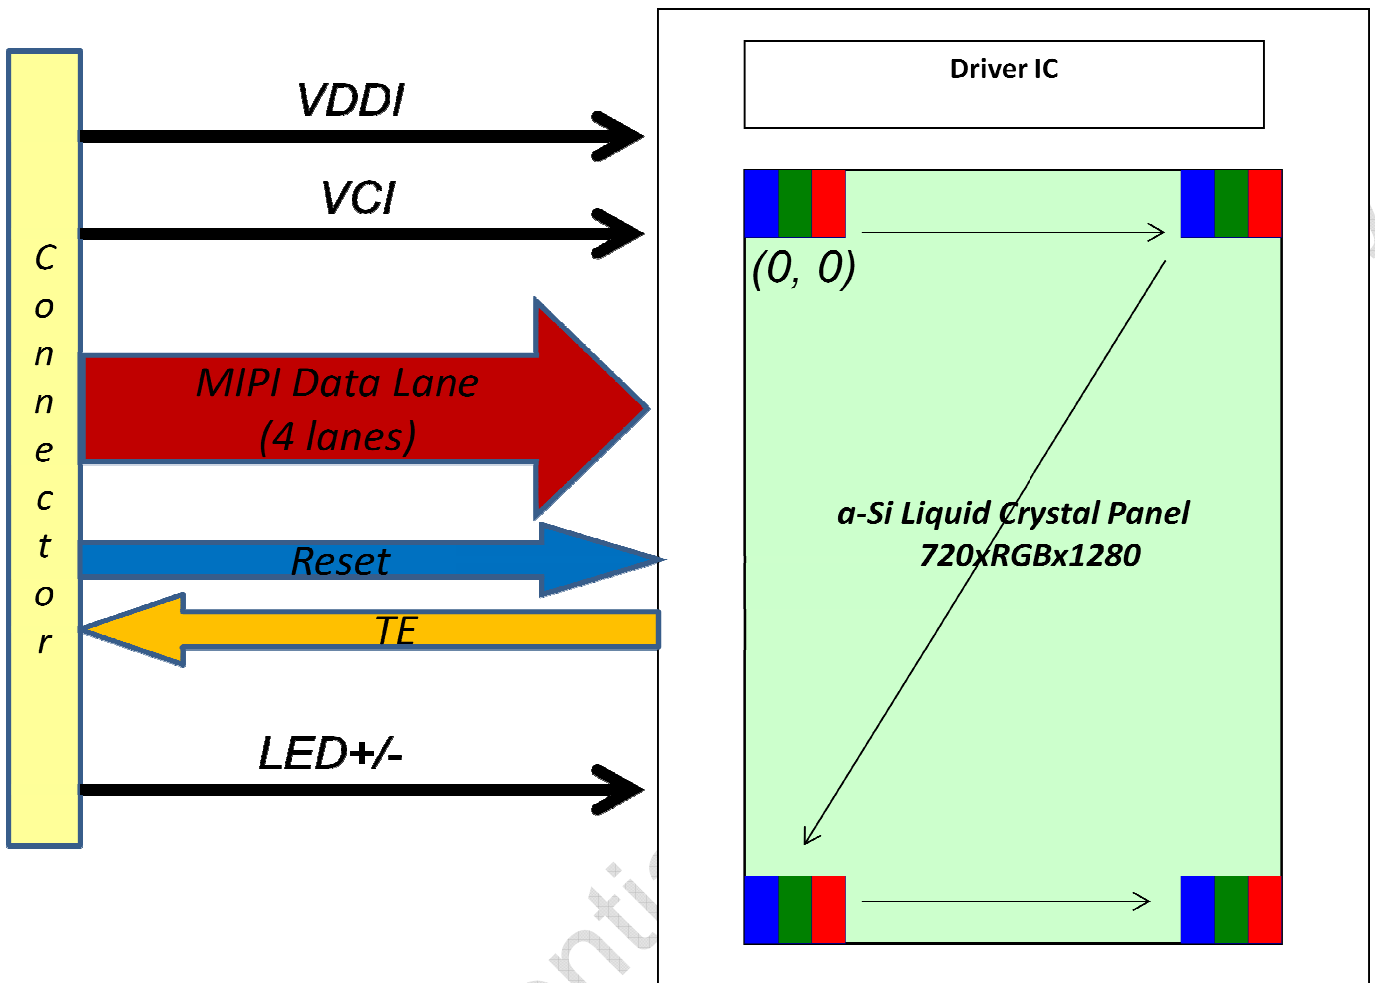 Driver IC
VDDI
VCI
Connector
(0, 0)
MIPI Data Lane
(4 lanes)
a-Si Liquid Crystal Panel
720xRGBx1280
Reset
TE
LED+/-